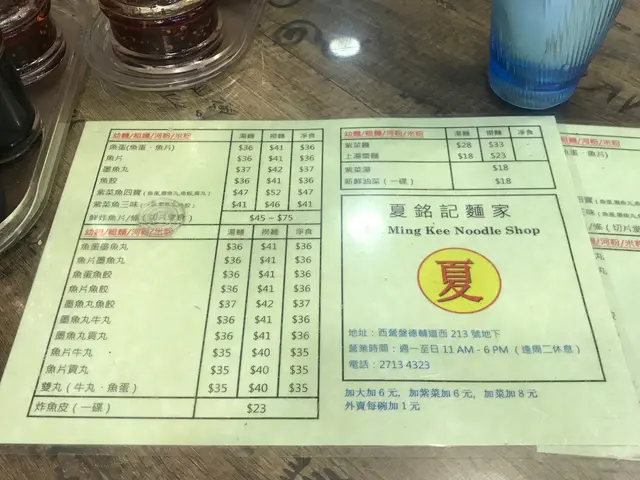 幼麵/粗麵/河粉/米粉 湯麵 撈麵 淨食
魚蛋(魚蛋、魚片) $36 $41 $36
魚片 $36 $41 $36
墨魚丸 $37 $42 $37
魚餃 $36 $41 $36
紫菜魚四寶(魚蛋,墨魚丸,魚餃,貢丸) $47 $52 $47
紫菜魚三味 $41 $46 $41
鮮炸魚片/條 $45 ~ $75
幼麵/粗麵/河粉/米粉 湯麵 撈麵 淨食
魚蛋墨魚丸 $36 $41 $36
魚片墨魚丸 $36 $41 $36
魚蛋魚餃 $36 $41 $36
魚片魚餃 $36 $41 $36
墨魚丸魚餃 $37 $42 $37
墨魚丸牛丸 $36 $41 $36
墨魚丸貢丸 $36 $41 $36
魚片牛丸 $35 $40 $35
魚片貢丸 $35 $40 $35
雙丸(牛丸、魚蛋) $35 $40 $35
炸魚皮(一碟) $23
幼麵/粗麵/河粉/米粉 湯麵 撈麵 淨食
紫菜麵 $28 $33
上湯齋麵 $18 $23
紫菜湯 $18
新鮮油菜(一碟) $18
夏銘記麵家
Ming Kee Noodle Shop
夏
地址:西營盤德輔道西 213 號地下
營業時間:週一至日 11 AM - 6 PM (逢周二休息)
電話:2713 4323
加大加 6 元, 加紫菜加 6 元, 加菜加 8 元
外賣每碗加 1 元